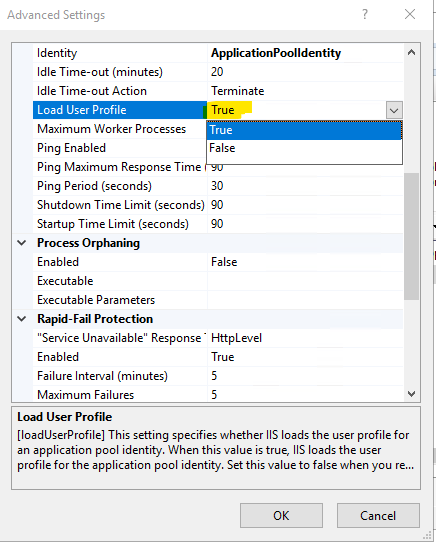 Advanced Settings ? ×
Identity ApplicationPoolIdentity
Idle Time-out (minutes) 20
Idle Time-out Action Terminate
Load User Profile True
Maximum Worker Processes True
Ping Enabled False
Ping Maximum Response Time ( 90
Ping Period (seconds) 30
Shutdown Time Limit (seconds) 90
Startup Time Limit (seconds) 90
Process Orphaning
Enabled False
Executable
Executable Parameters
Rapid-Fail Protection
"Service Unavailable" Response T HttpLevel
Enabled True
Failure Interval (minutes) 5
Maximum Failures 5
Load User Profile
[loadUserProfile] This setting specifies whether IIS loads the user profile for
an application pool identity. When this value is true, IIS loads the user
profile for the application pool identity. Set this value to false when you re...
OK Cancel